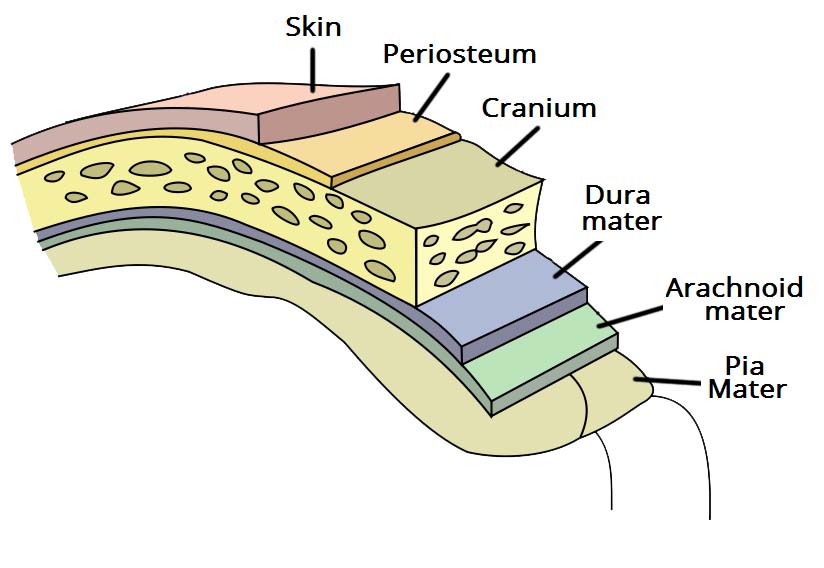 Skin
Periosteum
Cranium
Dura
mater
Arachnoid
mater
Pia
Mater